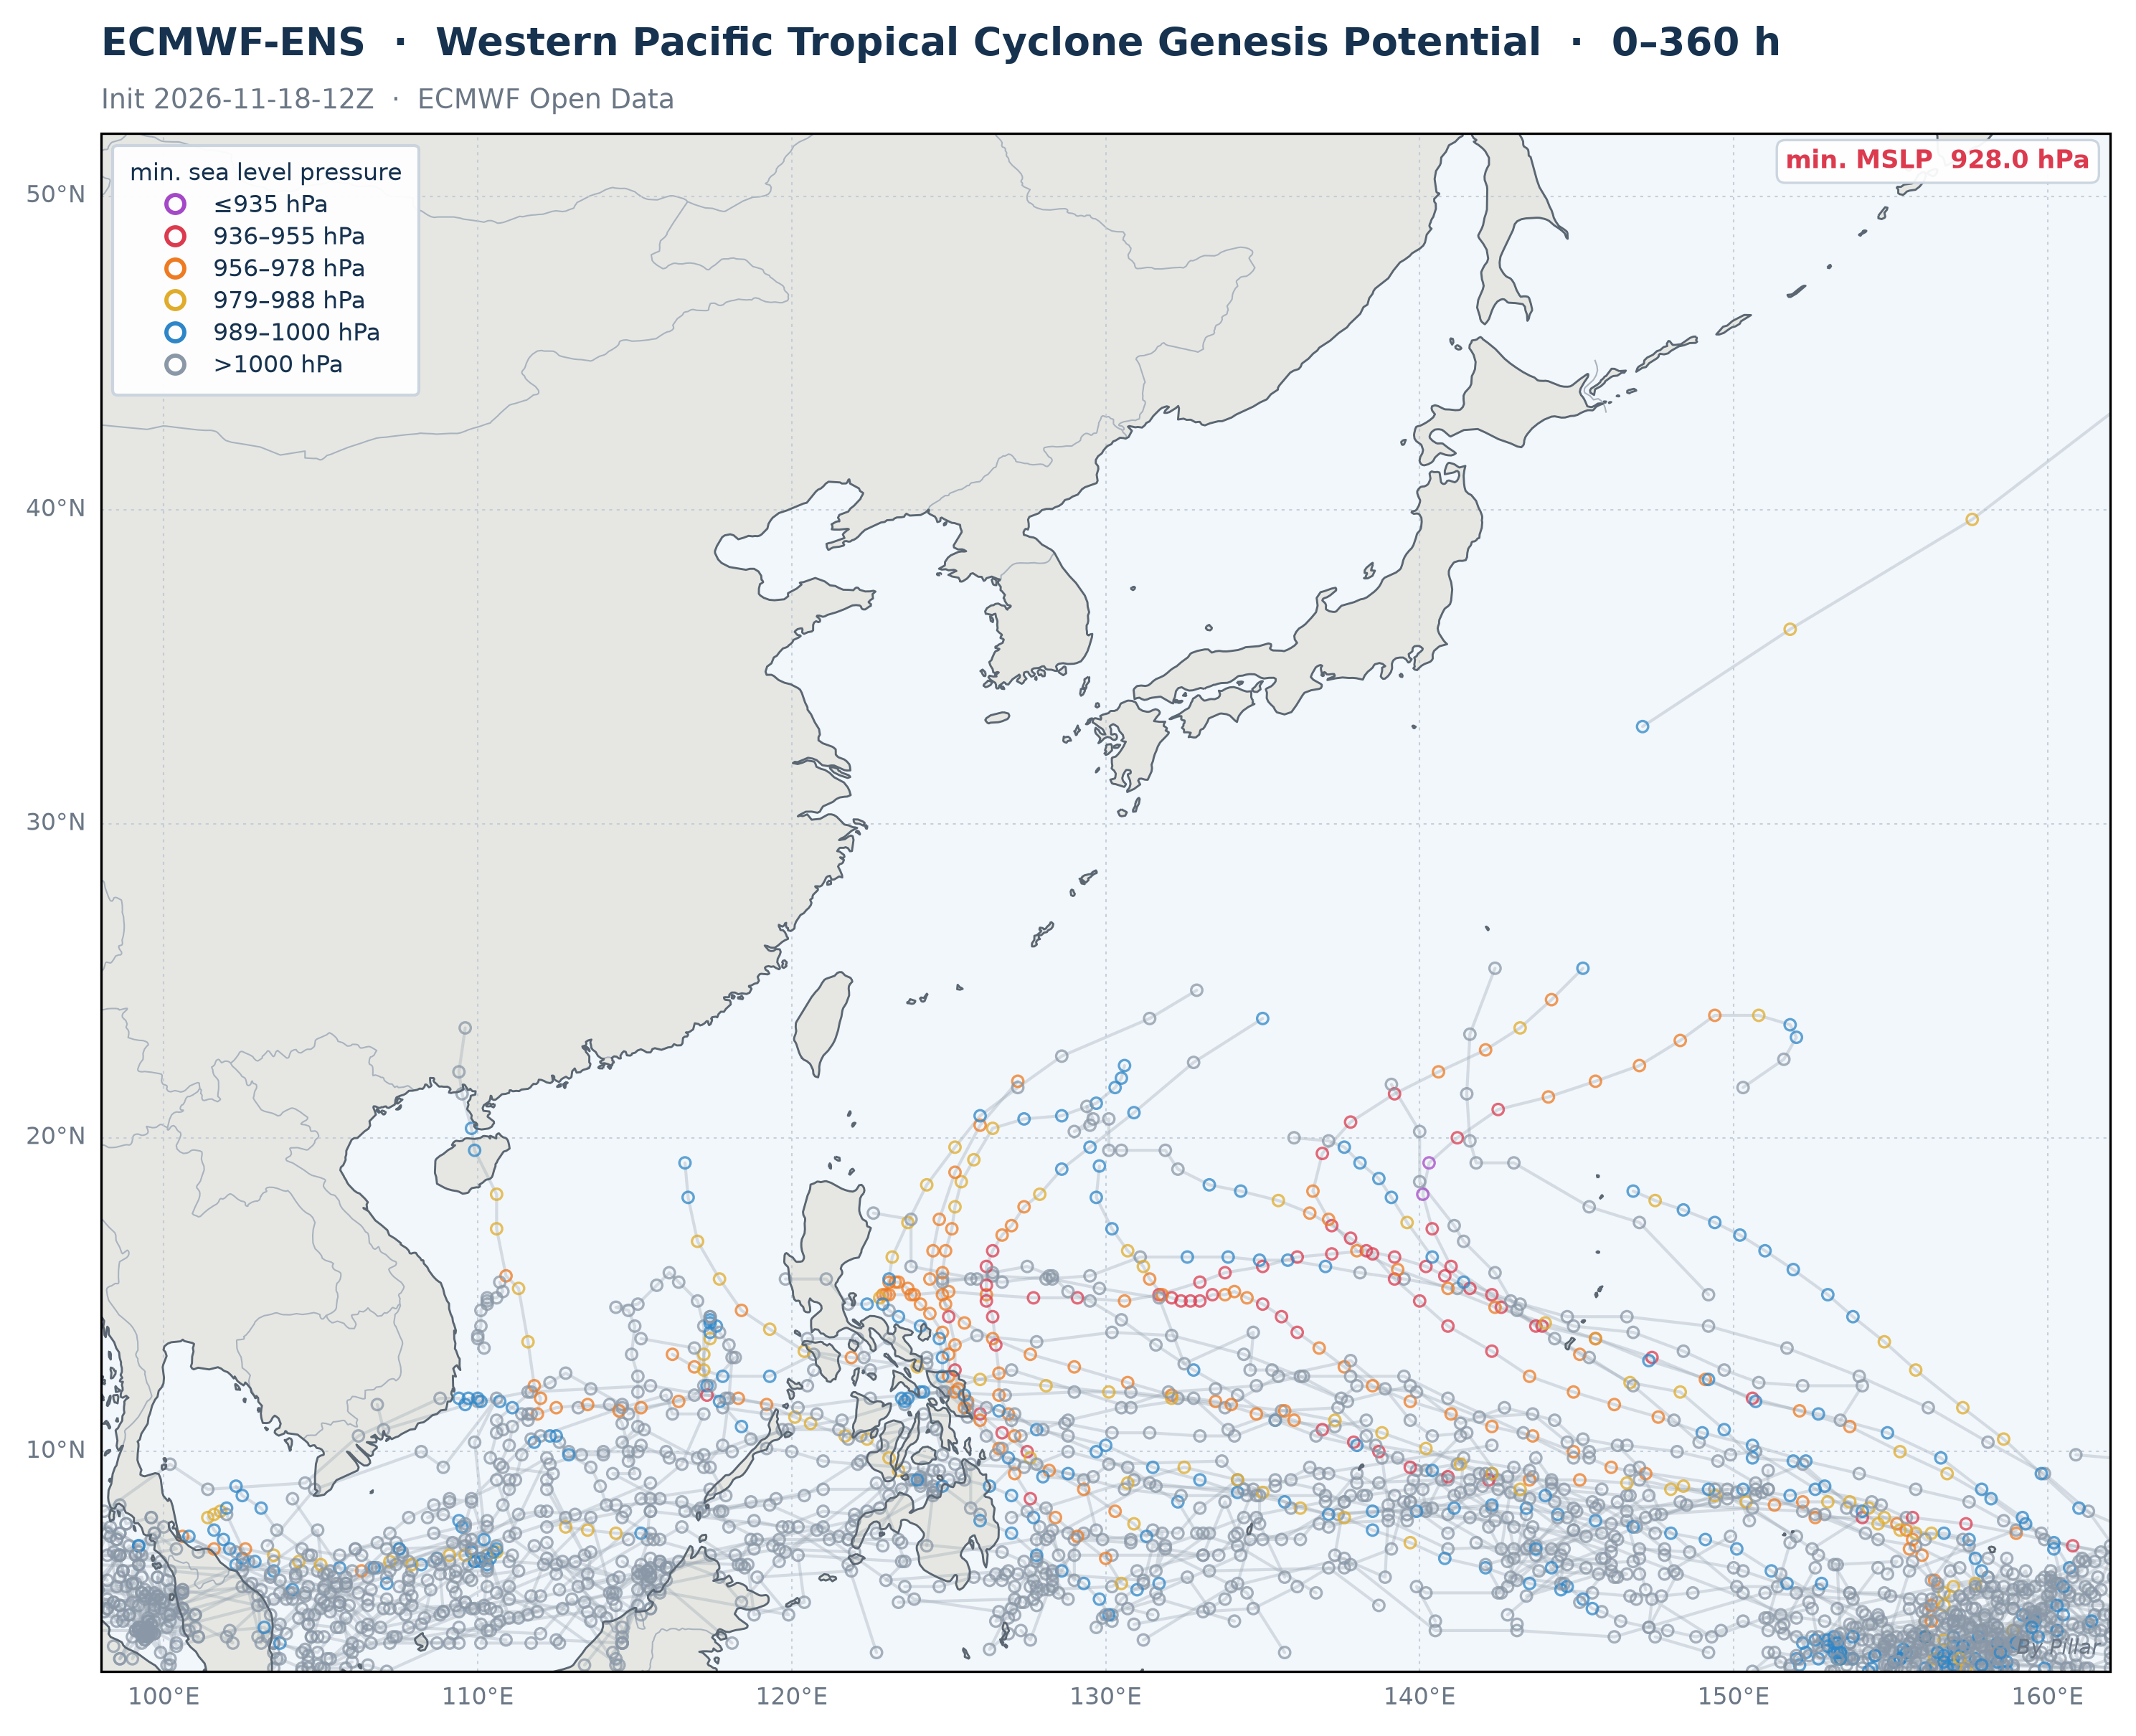 ECMWF-ENS · Western Pacific Tropical Cyclone Genesis Potential · 0–360 h
Init 2026-11-18-12Z · ECMWF Open Data
min. sea level pressure
≤935 hPa
936–955 hPa
956–978 hPa
979–988 hPa
989–1000 hPa
>1000 hPa
min. MSLP 928.0 hPa
50°N
40°N
30°N
20°N
10°N
By Pillar
100°E 110°E 120°E 130°E 140°E 150°E 160°E